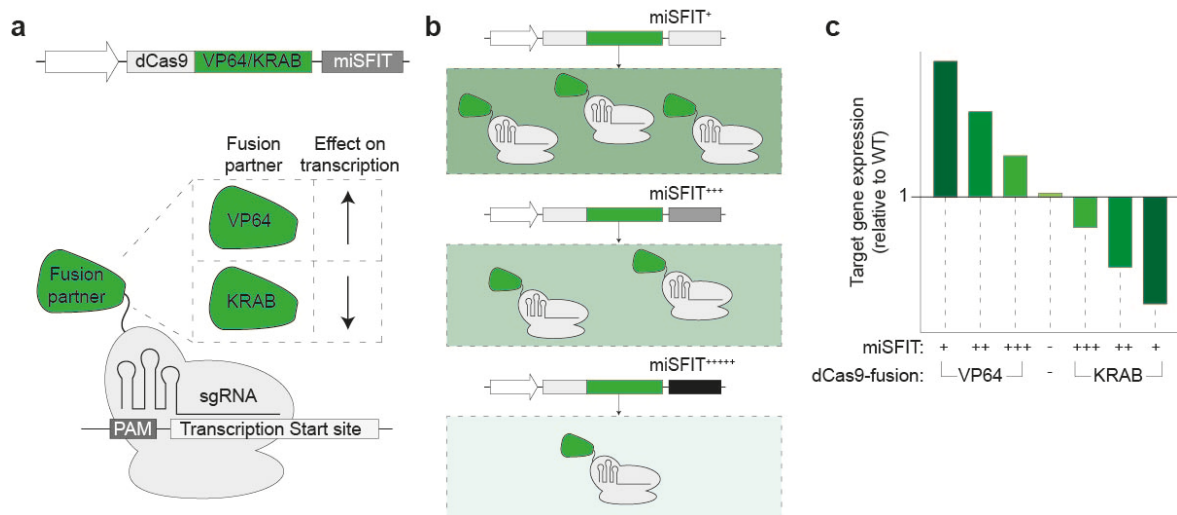 a
dCas9 VP64/KRAB miSFIT
Fusion Effect on
partner transcription
VP64
KRAB
Fusion
partner
sgRNA
PAM Transcription Start site
b
miSFIT+
miSFIT+++
miSFIT+++++
c
Target gene expression
(relative to WT)
1
miSFIT: + ++ +++ - +++ ++ +
dCas9-fusion: VP64 - KRAB